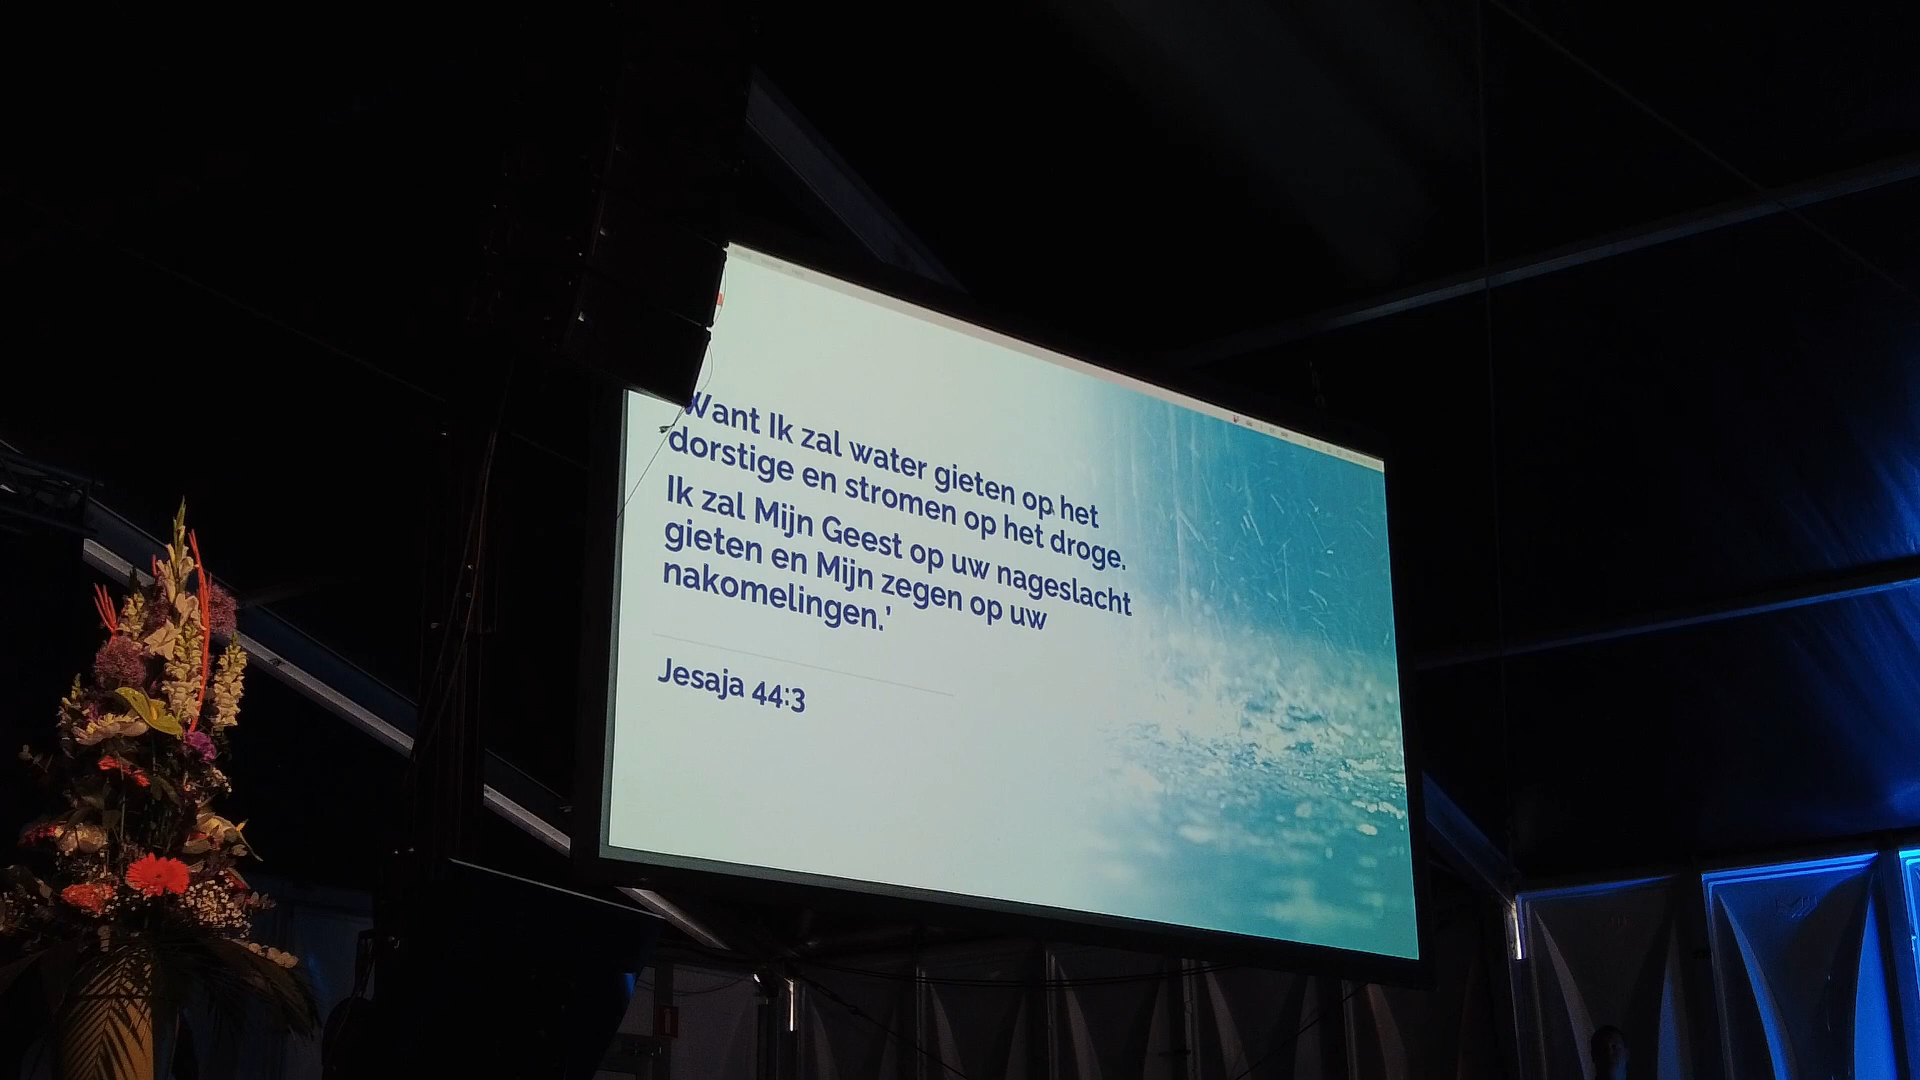 Want Ik zal water gieten op het
dorstige en stromen op het droge.
Ik zal Mijn Geest op uw nageslacht
gieten en Mijn zegen op uw
nakomelingen.'
Jesaja 44:3